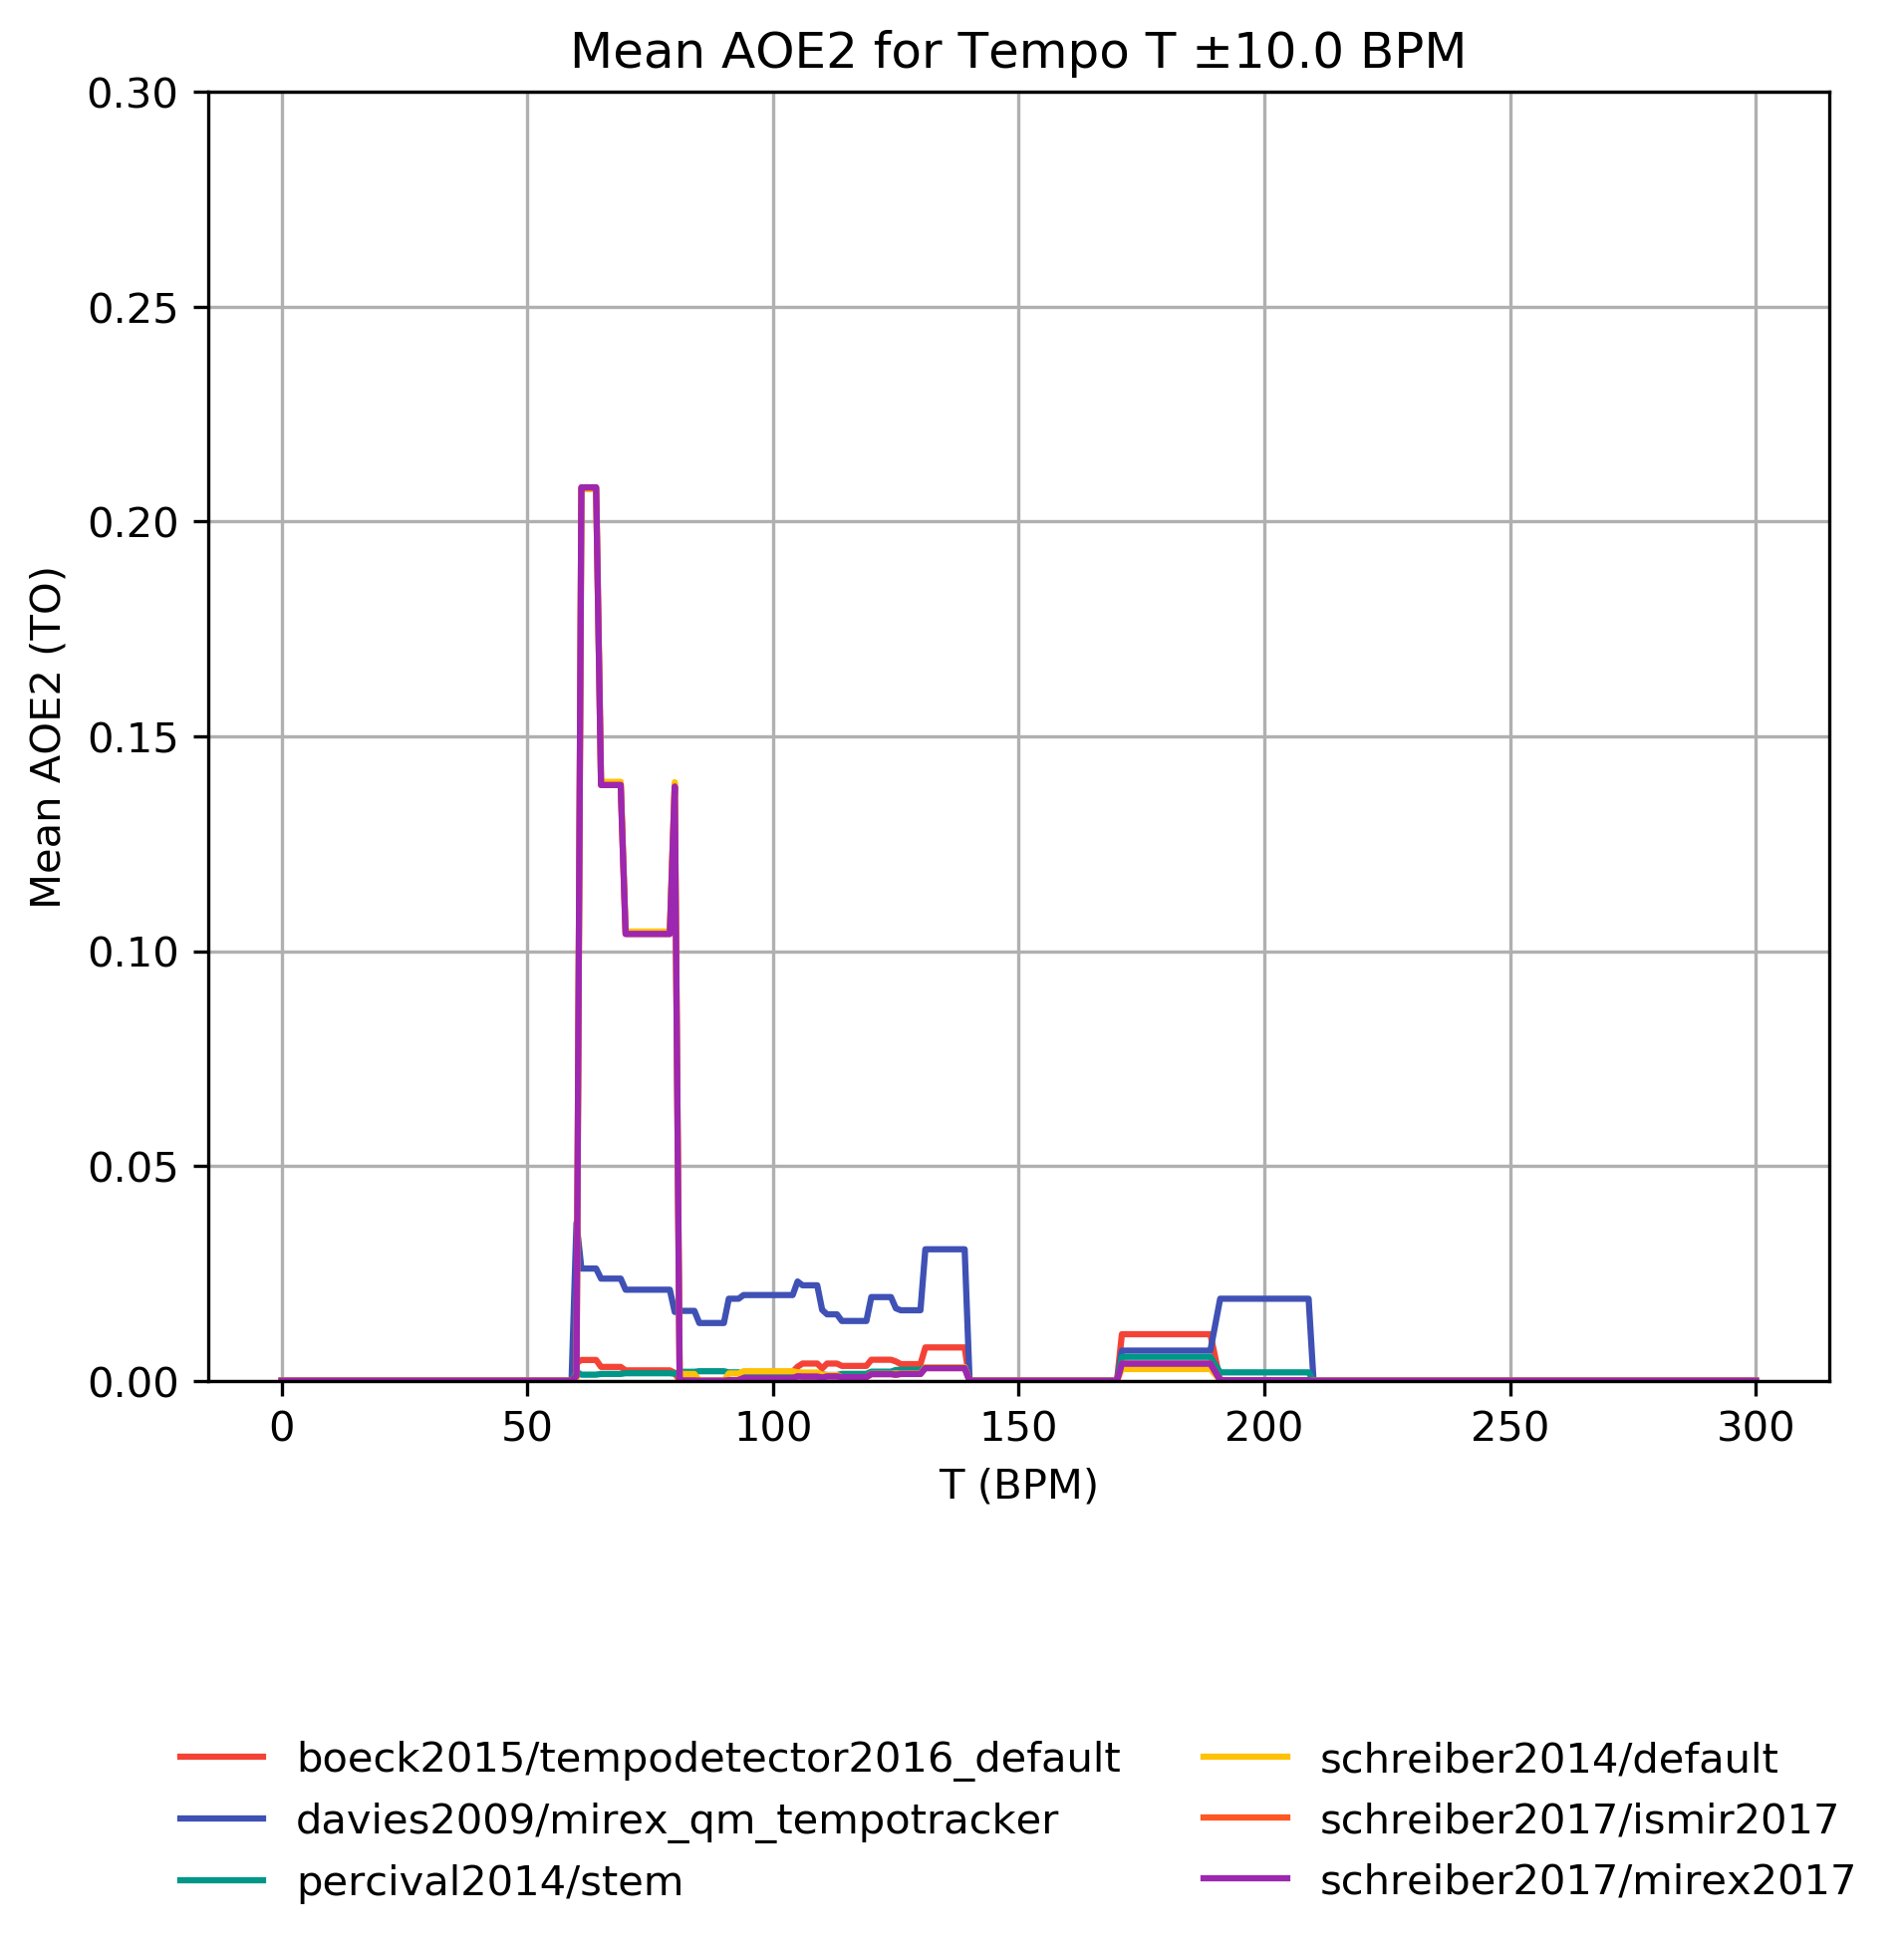 Mean AOE2 for Tempo T ±10.0 BPM
0.30
0.25
0.20
0.15
0.10
0.05
0.00
Mean AOE2 (TO)
0 50 100 150 200 250 300
T (BPM)
boeck2015/tempodetector2016_default
davies2009/mirex_qm_tempotracker
percival2014/stem
schreiber2014/default
schreiber2017/ismir2017
schreiber2017/mirex2017